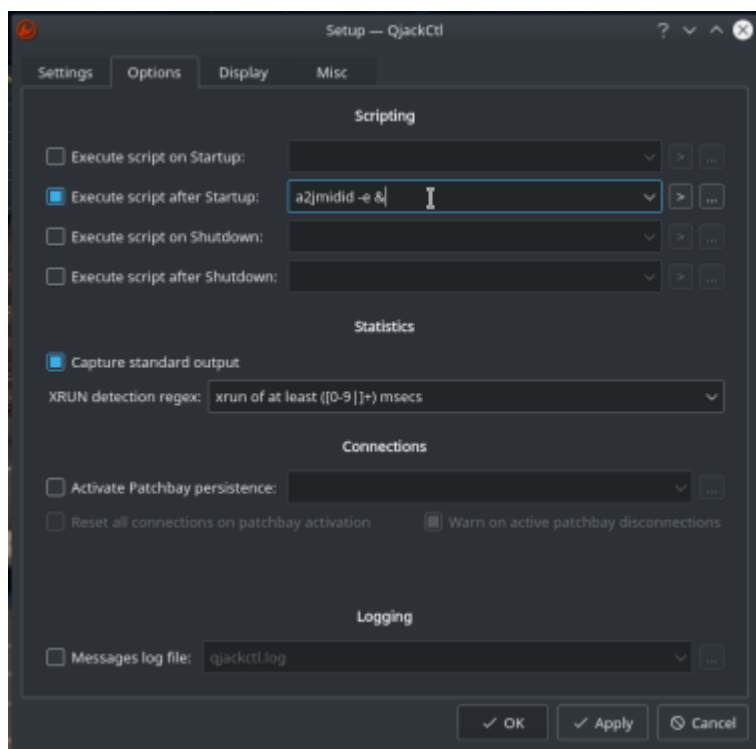 Setup — QjackCtl
Settings Options Display Misc
Scripting
Execute script on Startup: > ...
Execute script after Startup: a2jmidid -e & > ...
Execute script on Shutdown: > ...
Execute script after Shutdown: > ...
Statistics
Capture standard output
XRUN detection regex: xrun of at least ([0-9|]+) msecs
Connections
Activate Patchbay persistence: ...
Reset all connections on patchbay activation Warn on active patchbay disconnections
Logging
Messages log file: qjackctl.log ...
OK Apply Cancel